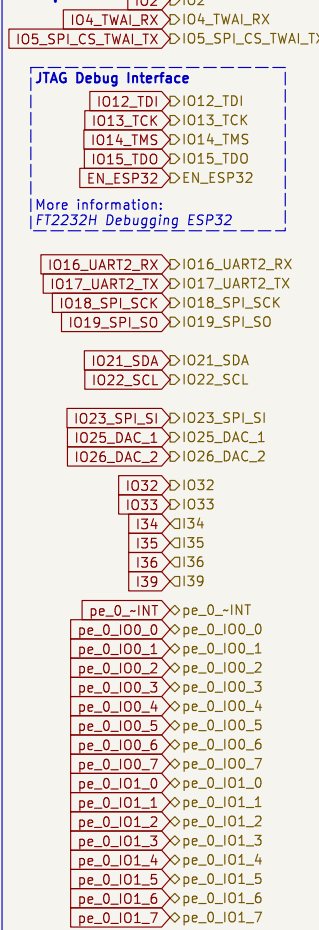 IO2 IO2
IO4_TWAI_RX IO4_TWAI_RX
IO5_SPI_CS_TWAI_TX IO5_SPI_CS_TWAI_TX
JTAG Debug Interface
IO12_TDI IO12_TDI
IO13_TCK IO13_TCK
IO14_TMS IO14_TMS
IO15_TDO IO15_TDO
EN_ESP32 EN_ESP32
More information:
FT2232H Debugging ESP32
IO16_UART2_RX IO16_UART2_RX
IO17_UART2_TX IO17_UART2_TX
IO18_SPI_SCK IO18_SPI_SCK
IO19_SPI_SO IO19_SPI_SO
IO21_SDA IO21_SDA
IO22_SCL IO22_SCL
IO23_SPI_SI IO23_SPI_SI
IO25_DAC_1 IO25_DAC_1
IO26_DAC_2 IO26_DAC_2
IO32 IO32
IO33 IO33
I34 I34
I35 I35
I36 I36
I39 I39
pe_0_~INT pe_0_~INT
pe_0_IO0_0 pe_0_IO0_0
pe_0_IO0_1 pe_0_IO0_1
pe_0_IO0_2 pe_0_IO0_2
pe_0_IO0_3 pe_0_IO0_3
pe_0_IO0_4 pe_0_IO0_4
pe_0_IO0_5 pe_0_IO0_5
pe_0_IO0_6 pe_0_IO0_6
pe_0_IO0_7 pe_0_IO0_7
pe_0_IO1_0 pe_0_IO1_0
pe_0_IO1_1 pe_0_IO1_1
pe_0_IO1_2 pe_0_IO1_2
pe_0_IO1_3 pe_0_IO1_3
pe_0_IO1_4 pe_0_IO1_4
pe_0_IO1_5 pe_0_IO1_5
pe_0_IO1_6 pe_0_IO1_6
pe_0_IO1_7 pe_0_IO1_7